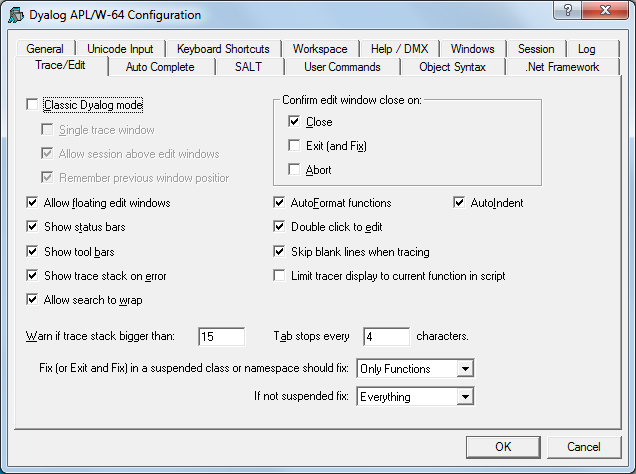 Dyalog APL/W-64 Configuration
General Unicode Input Keyboard Shortcuts Workspace Help / DMX Windows Session Log
Trace/Edit Auto Complete SALT User Commands Object Syntax .Net Framework
Classic Dyalog mode
Single trace window
Allow session above edit windows
Remember previous window positior
Confirm edit window close on:
Close
Exit (and Fix)
Abort
Allow floating edit windows AutoFormat functions AutoIndent
Show status bars Double click to edit
Show tool bars Skip blank lines when tracing
Show trace stack on error Limit tracer display to current function in script
Allow search to wrap
Warn if trace stack bigger than: 15 Tab stops every 4 characters.
Fix (or Exit and Fix) in a suspended class or namespace should fix: Only Functions
If not suspended fix: Everything
OK Cancel